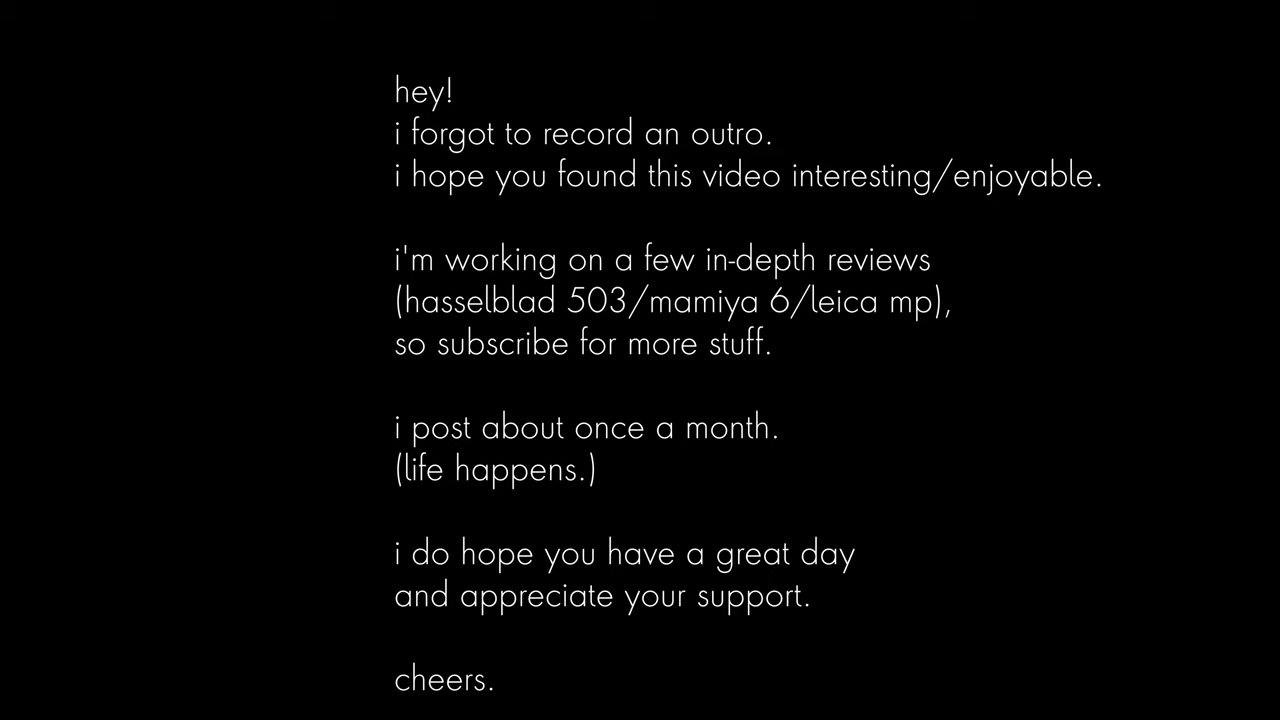 hey!
i forgot to record an outro.
i hope you found this video interesting/enjoyable.
i'm working on a few in-depth reviews
(hasselblad 503/mamiya 6/leica mp),
so subscribe for more stuff.
i post about once a month.
(life happens.)
i do hope you have a great day
and appreciate your support.
cheers.